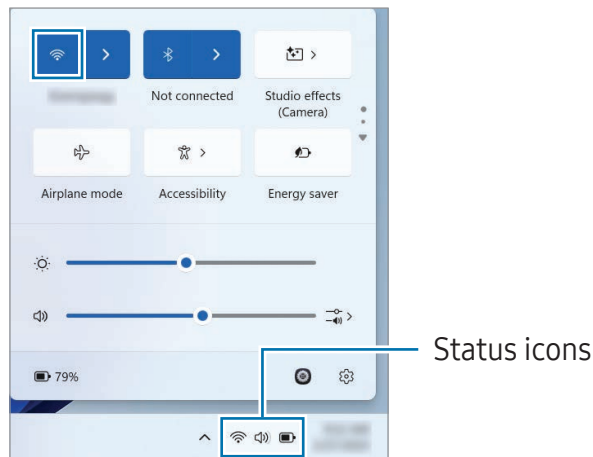 Not connected
Studio effects
(Camera)
Airplane mode
Accessibility
Energy saver
79%
Status icons